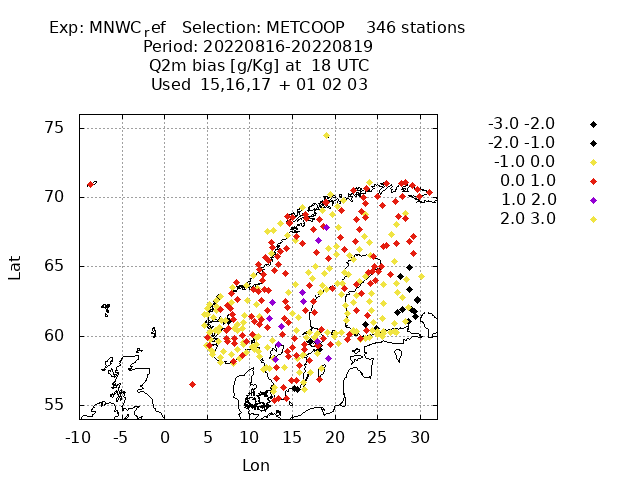 Exp: MNWCref   Selection: METCOOP    346 stations
Period: 20220816-20220819
Q2m bias [g/Kg] at  18 UTC
Used  15,16,17 + 01 02 03
-3.0 -2.0
-2.0 -1.0
-1.0 0.0
0.0 1.0
1.0 2.0
2.0 3.0
75
70
65
60
55
Lat
-10 -5 0 5 10 15 20 25 30
Lon